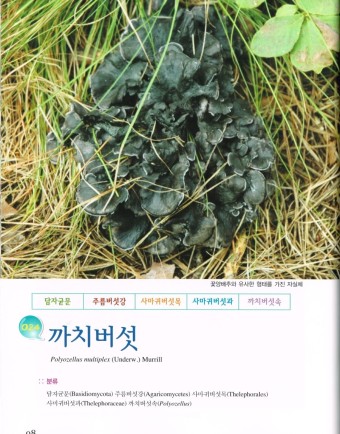 꽃양배추와 유사한 형태를 가진 자실체
담자균문 주름버섯강 사마귀버섯목 사마귀버섯과 까치버섯속
까치버섯
Polyozellus multiplex (Underw.) Murrill
:: 분류
담자균문(Basidiomycota) 주름버섯강(Agaricomycetes) 사마귀버섯목(Thelephorales)
사마귀버섯과(Thelephoraceae) 까치버섯속(Polyozellus)